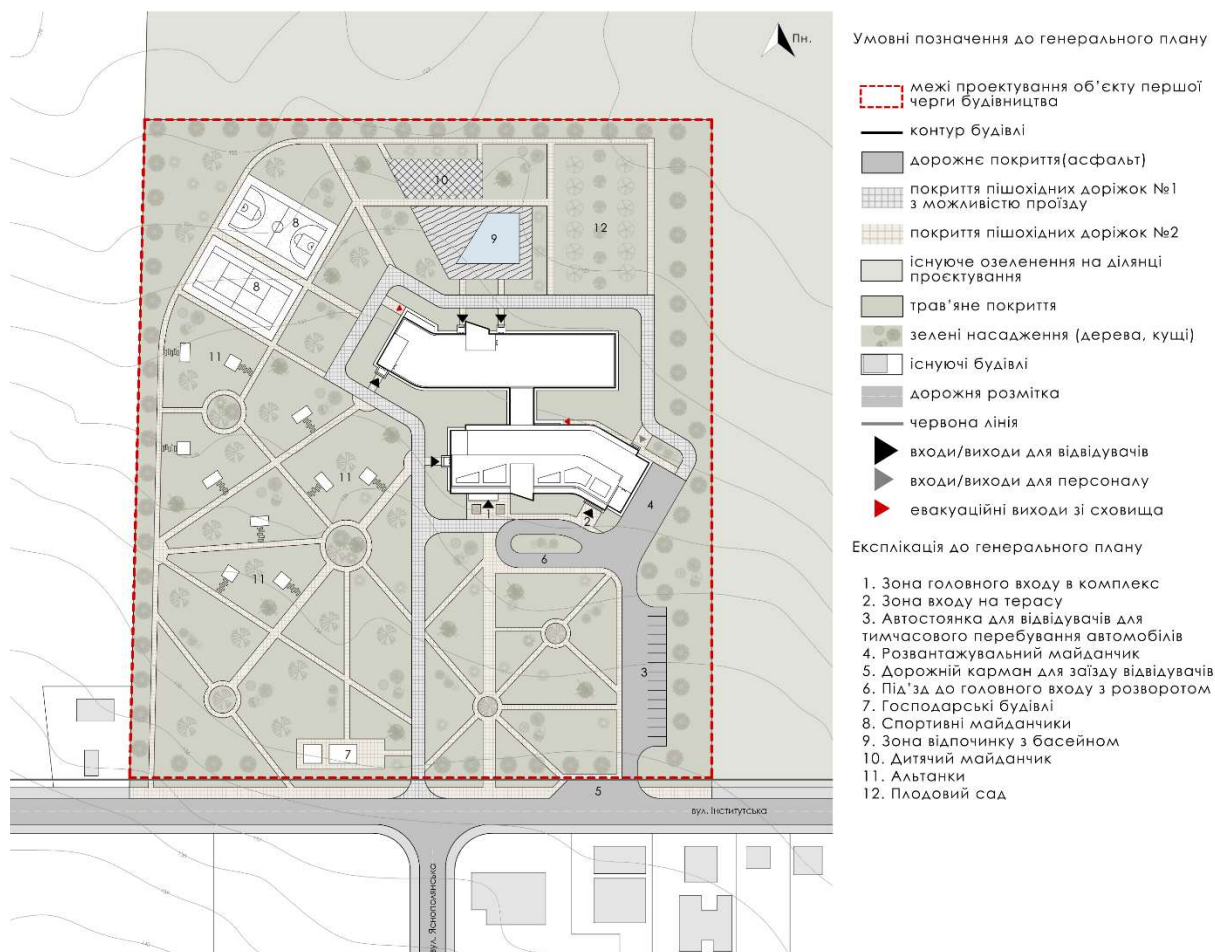 Пн.
Умовні позначення до генерального плану
межі проектування об'єкту першої
черги будівництва
контур будівлі
дорожнє покриття(асфальт)
покриття пішохідних доріжок №1
з можливістю проїзду
покриття пішохідних доріжок №2
існуюче озеленення на ділянці
проєктування
трав'яне покриття
зелені насадження (дерева, кущі)
існуючі будівлі
дорожня розмітка
червона лінія
входи/виходи для відвідувачів
входи/виходи для персоналу
евакуаційні виходи зі сховища
Експлікація до генерального плану
1. Зона головного входу в комплекс
2. Зона входу на терасу
3. Автостоянка для відвідувачів для
тимчасового перебування автомобілів
4. Розвантажувальний майданчик
5. Дорожній карман для заїзду відвідувачів
6. Під'їзд до головного входу з розворотом
7. Господарські будівлі
8. Спортивні майданчики
9. Зона відпочинку з басейном
10. Дитячий майданчик
11. Альтанки
12. Плодовий сад
10
8
9
12
8
11
11
4
1
2
6
11
3
7
5
вул. Інститутська
вул. Яснополянська